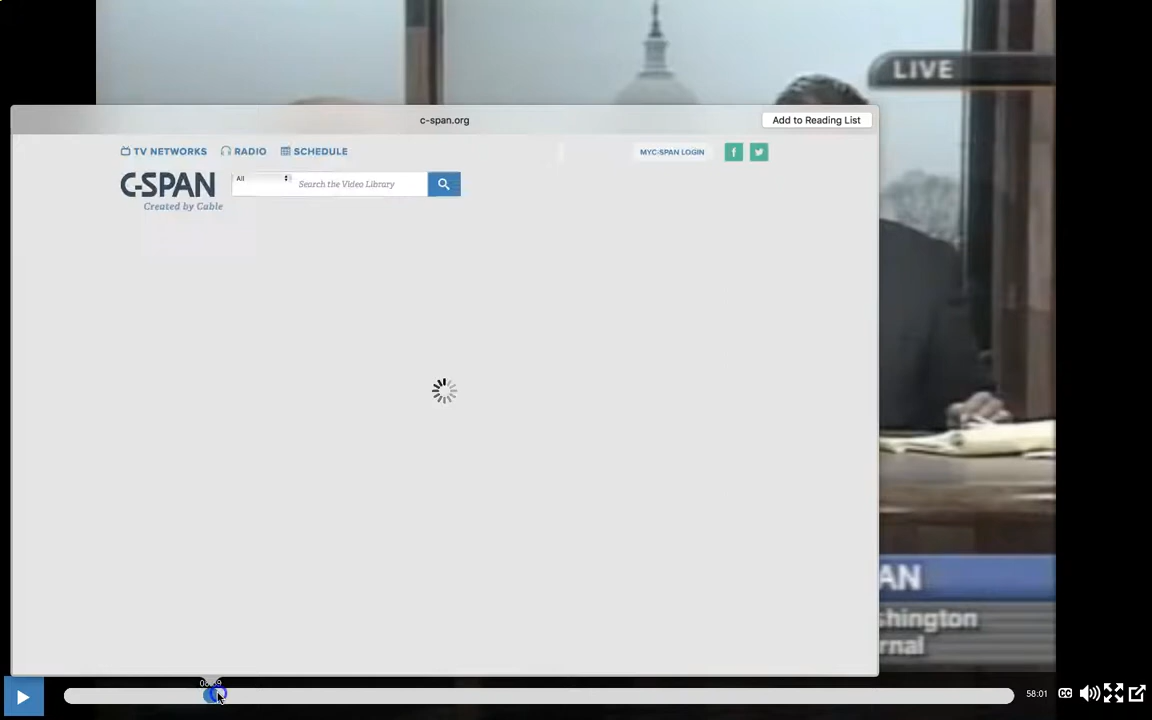 LIVE
c-span.org
Add to Reading List
TV NETWORKS RADIO SCHEDULE
MYC-SPAN LOGIN
C-SPAN
All
Search the Video Library
Created by Cable
AN
shington
rnal
58:01
CC